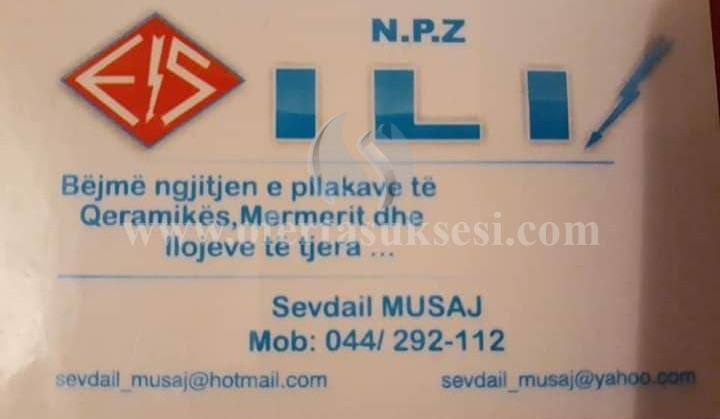 N.P.Z
EIS ILI
Bëjmë ngjitjen e pllakave të
Qeramikës,Mermerit dhe
llojeve të tjera ...
www.meriasuksesi.com
Sevdail MUSAJ
Mob: 044/ 292-112
sevdail_musaj@hotmail.com sevdail_musaj@yahoo.com